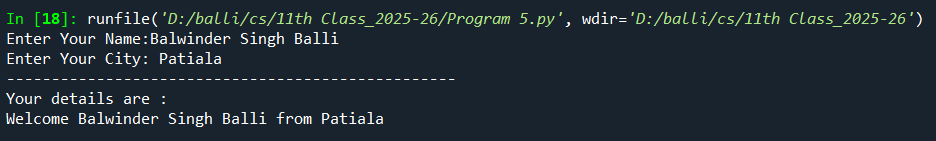 In [18]: runfile('D:/balli/cs/11th Class_2025-26/Program 5.py', wdir='D:/balli/cs/11th Class_2025-26')
Enter Your Name:Balwinder Singh Balli
Enter Your City: Patiala
--------------------------------------------------
Your details are :
Welcome Balwinder Singh Balli from Patiala